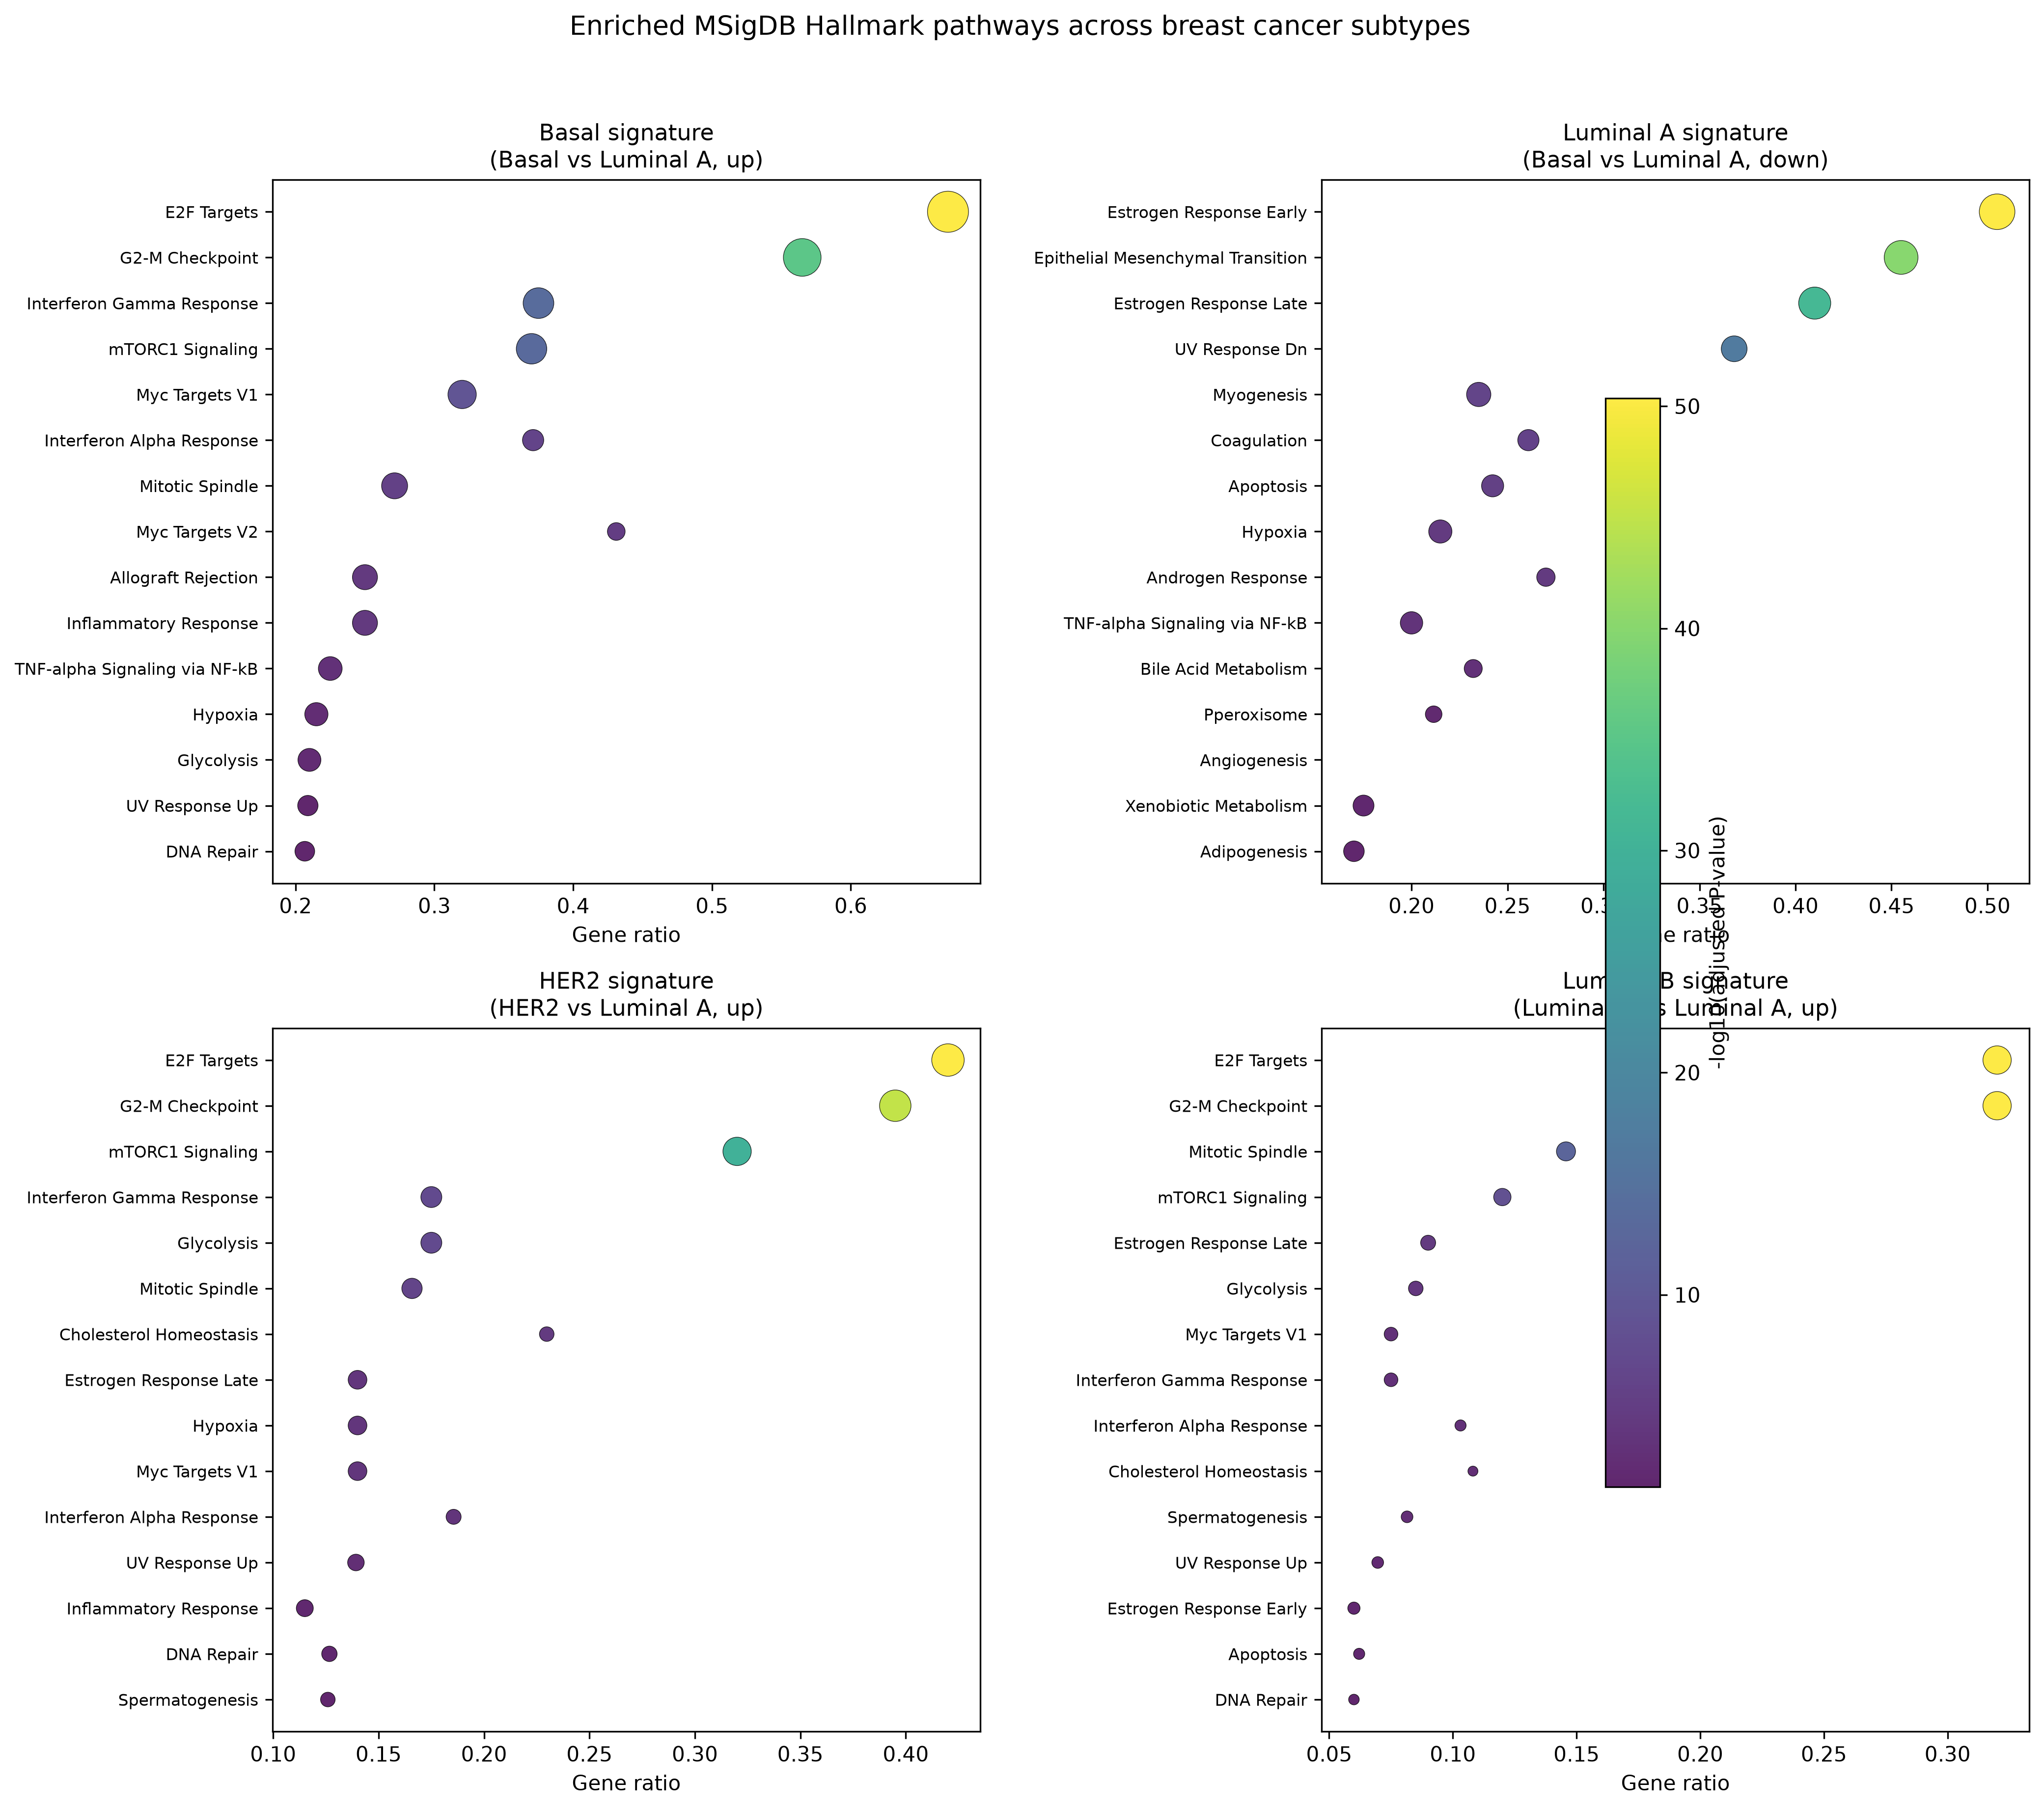 Enriched MSigDB Hallmark pathways across breast cancer subtypes
Basal signature
(Basal vs Luminal A, up)
E2F Targets
G2-M Checkpoint
Interferon Gamma Response
mTORC1 Signaling
Myc Targets V1
Interferon Alpha Response
Mitotic Spindle
Myc Targets V2
Allograft Rejection
Inflammatory Response
TNF-alpha Signaling via NF-kB
Hypoxia
Glycolysis
UV Response Up
DNA Repair
0.2 0.3 0.4 0.5 0.6
Gene ratio
Luminal A signature
(Basal vs Luminal A, down)
Estrogen Response Early
Epithelial Mesenchymal Transition
Estrogen Response Late
UV Response Dn
Myogenesis
Coagulation
Apoptosis
Hypoxia
Androgen Response
TNF-alpha Signaling via NF-kB
Bile Acid Metabolism
Pperoxisome
Angiogenesis
Xenobiotic Metabolism
Adipogenesis
0.20 0.25 0.35 0.40 0.45 0.50
ratio
HER2 signature
(HER2 vs Luminal A, up)
E2F Targets
G2-M Checkpoint
mTORC1 Signaling
Interferon Gamma Response
Glycolysis
Mitotic Spindle
Cholesterol Homeostasis
Estrogen Response Late
Hypoxia
Myc Targets V1
Interferon Alpha Response
UV Response Up
Inflammatory Response
DNA Repair
Spermatogenesis
0.10 0.15 0.20 0.25 0.30 0.35 0.40
Gene ratio
B signature
Luminal A, up)
E2F Targets
G2-M Checkpoint
Mitotic Spindle
mTORC1 Signaling
Estrogen Response Late
Glycolysis
Myc Targets V1
Interferon Gamma Response
Interferon Alpha Response
Cholesterol Homeostasis
Spermatogenesis
UV Response Up
Estrogen Response Early
Apoptosis
DNA Repair
0.05 0.10 0.15 0.20 0.25 0.30
Gene ratio
50
40
30
20
10
-log10(adjusted P-value)